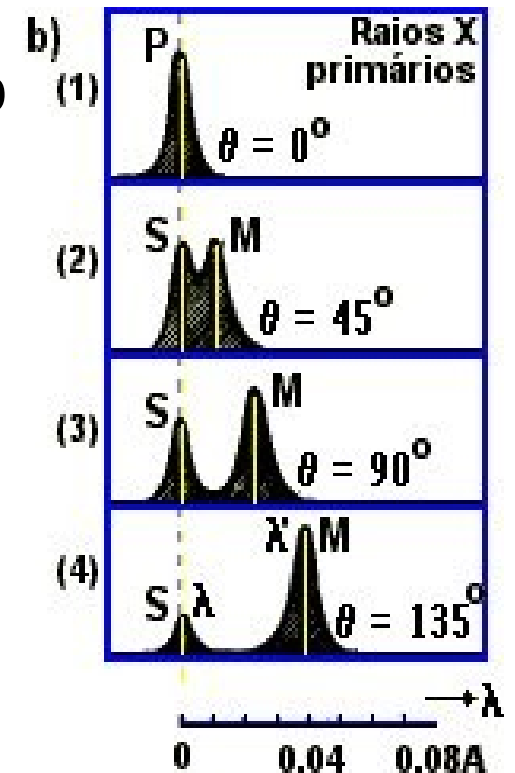 b)
Raios X
primários
(1)
P
θ = 0°
(2)
S M
θ = 45°
(3)
S
M
θ = 90°
(4)
λ' M
S λ
θ = 135°
→ λ
0 0.04 0.08A